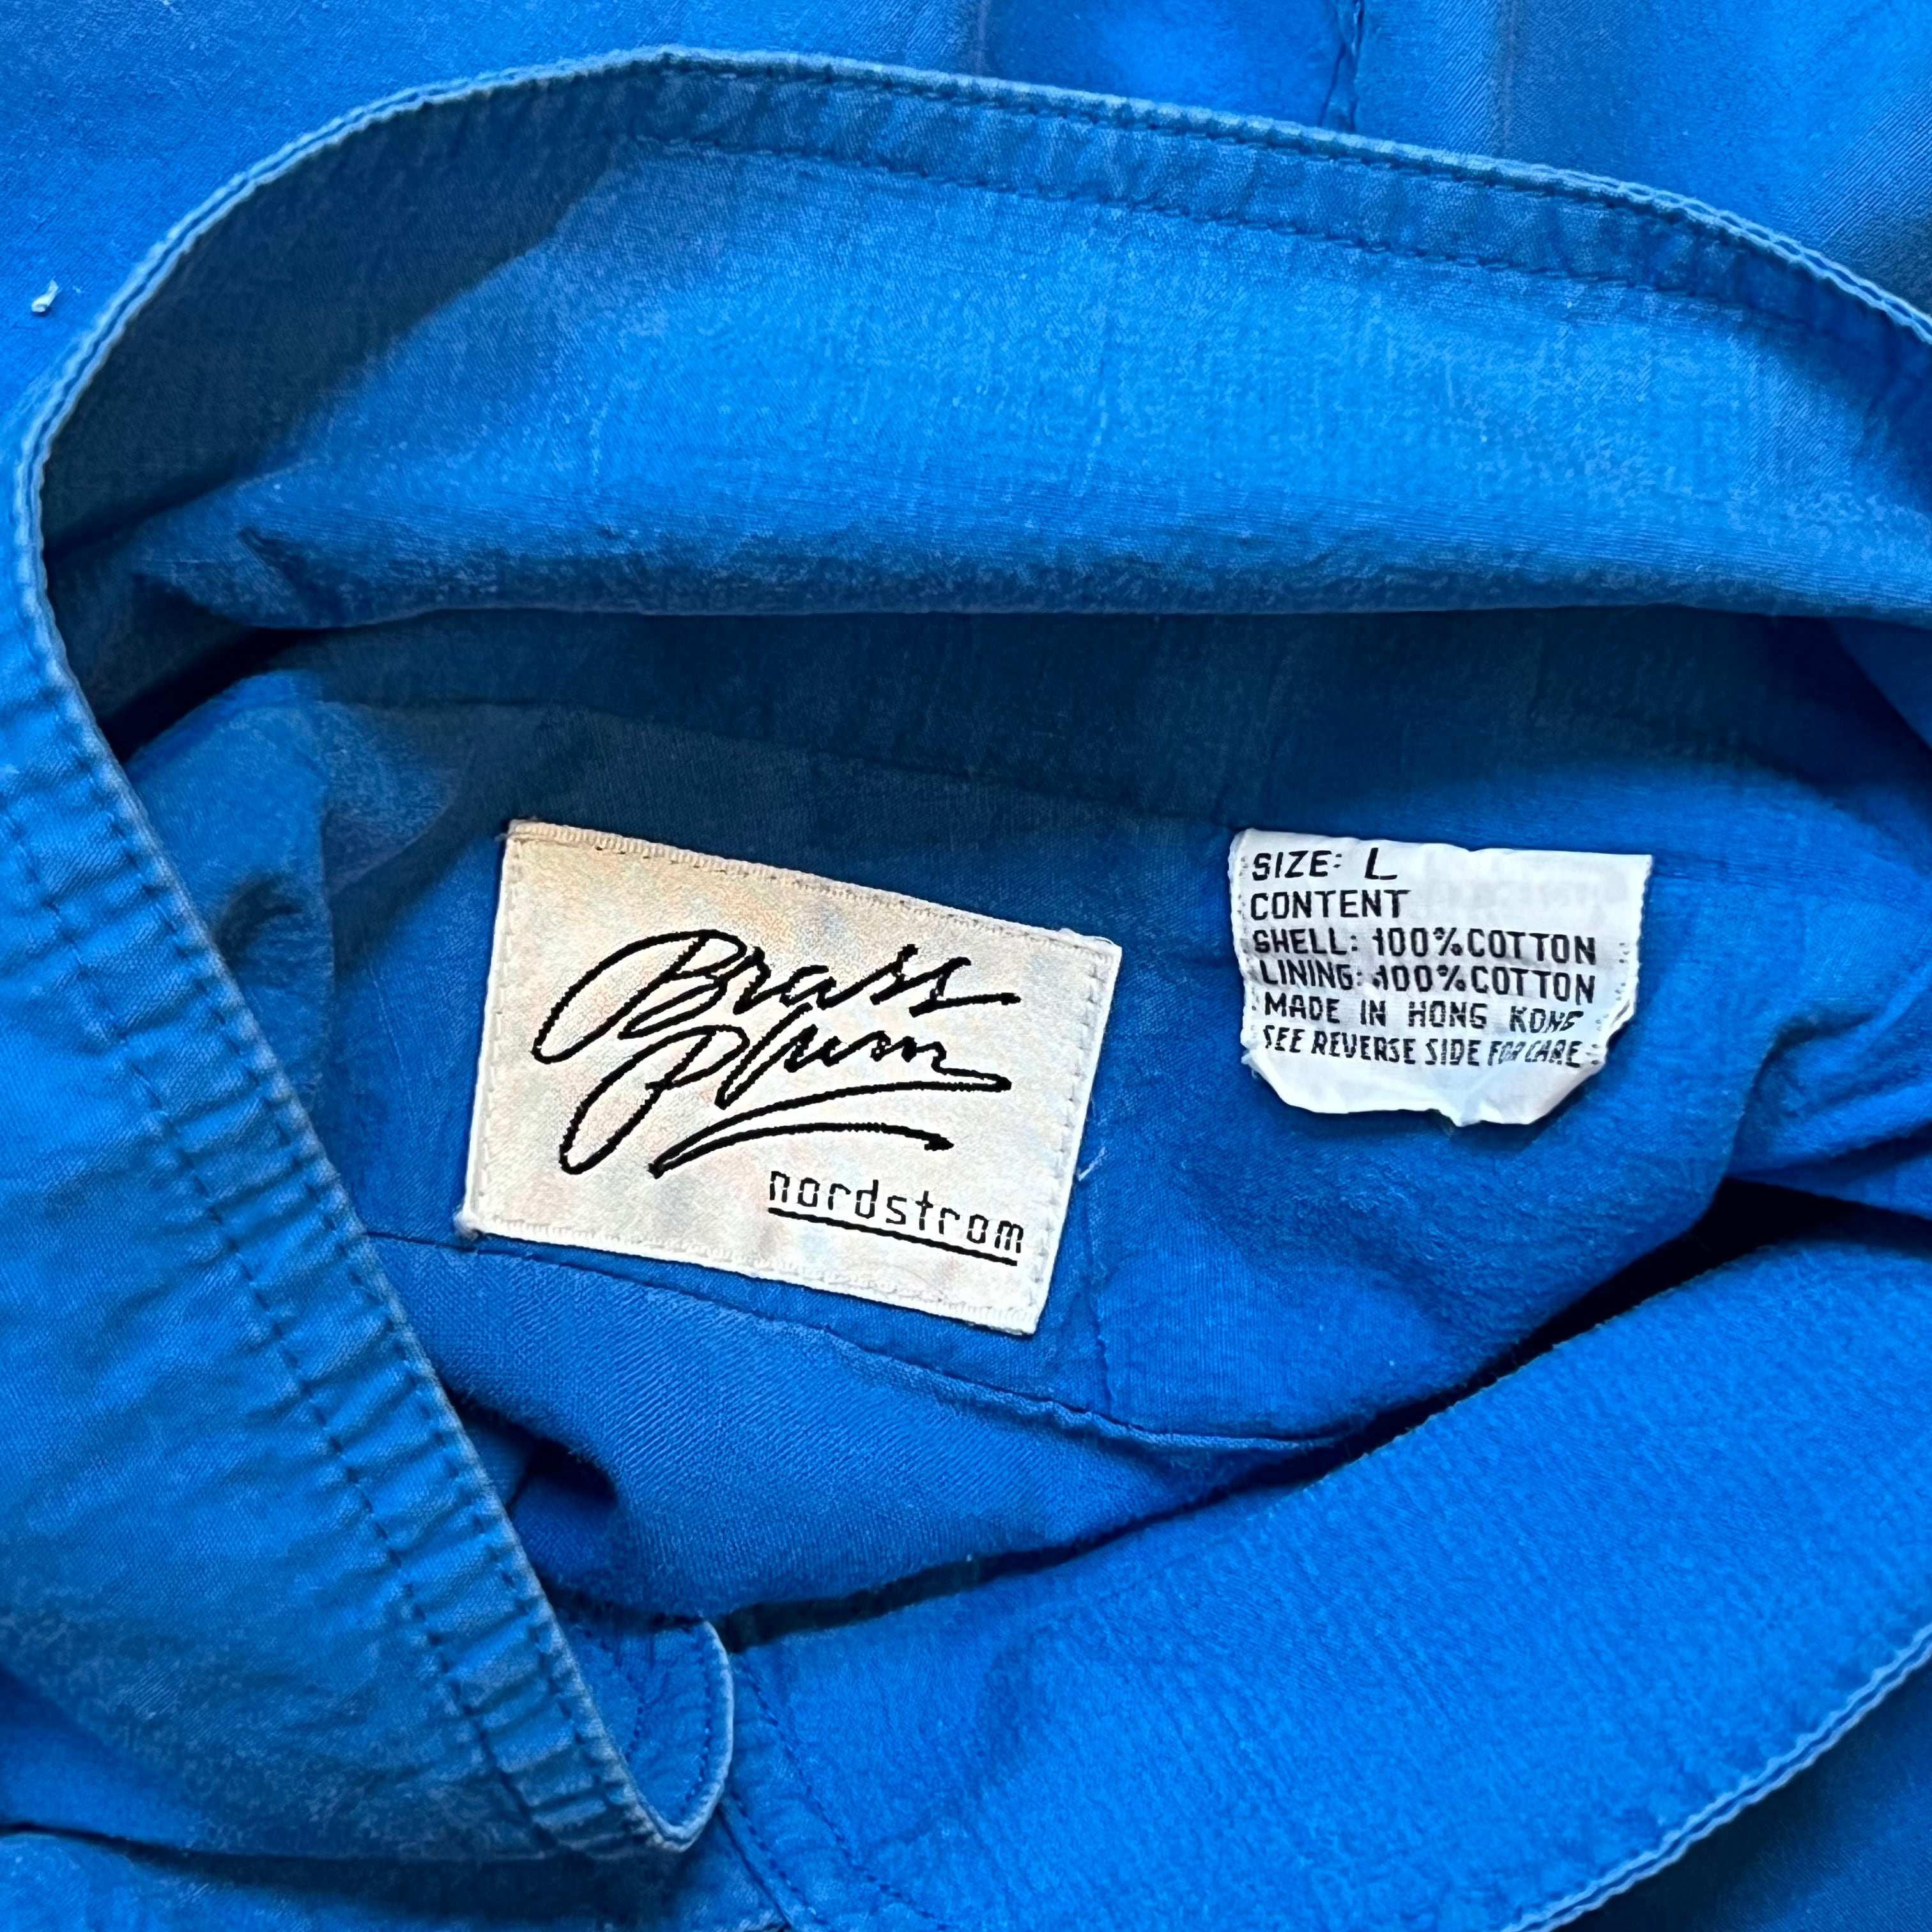 Brass
plum
nordstrom
SIZE: L
CONTENT
SHELL: 100% COTTON
LINING: 100% COTTON
MADE IN HONG KONG
SEE REVERSE SIDE FOR CARE